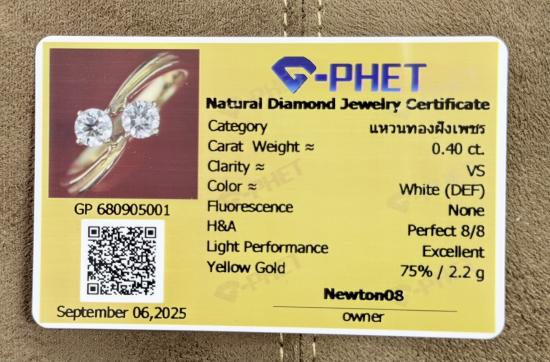 G-PHET
Natural Diamond Jewelry Certificate
Category แหวนทองฝังเพชร
Carat Weight ≈ 0.40 ct.
Clarity ≈ VS
Color ≈ White (DEF)
Fluorescence None
H&A Perfect 8/8
Light Performance Excellent
Yellow Gold 75% / 2.2 g
GP 680905001
September 06,2025
Newton08
owner